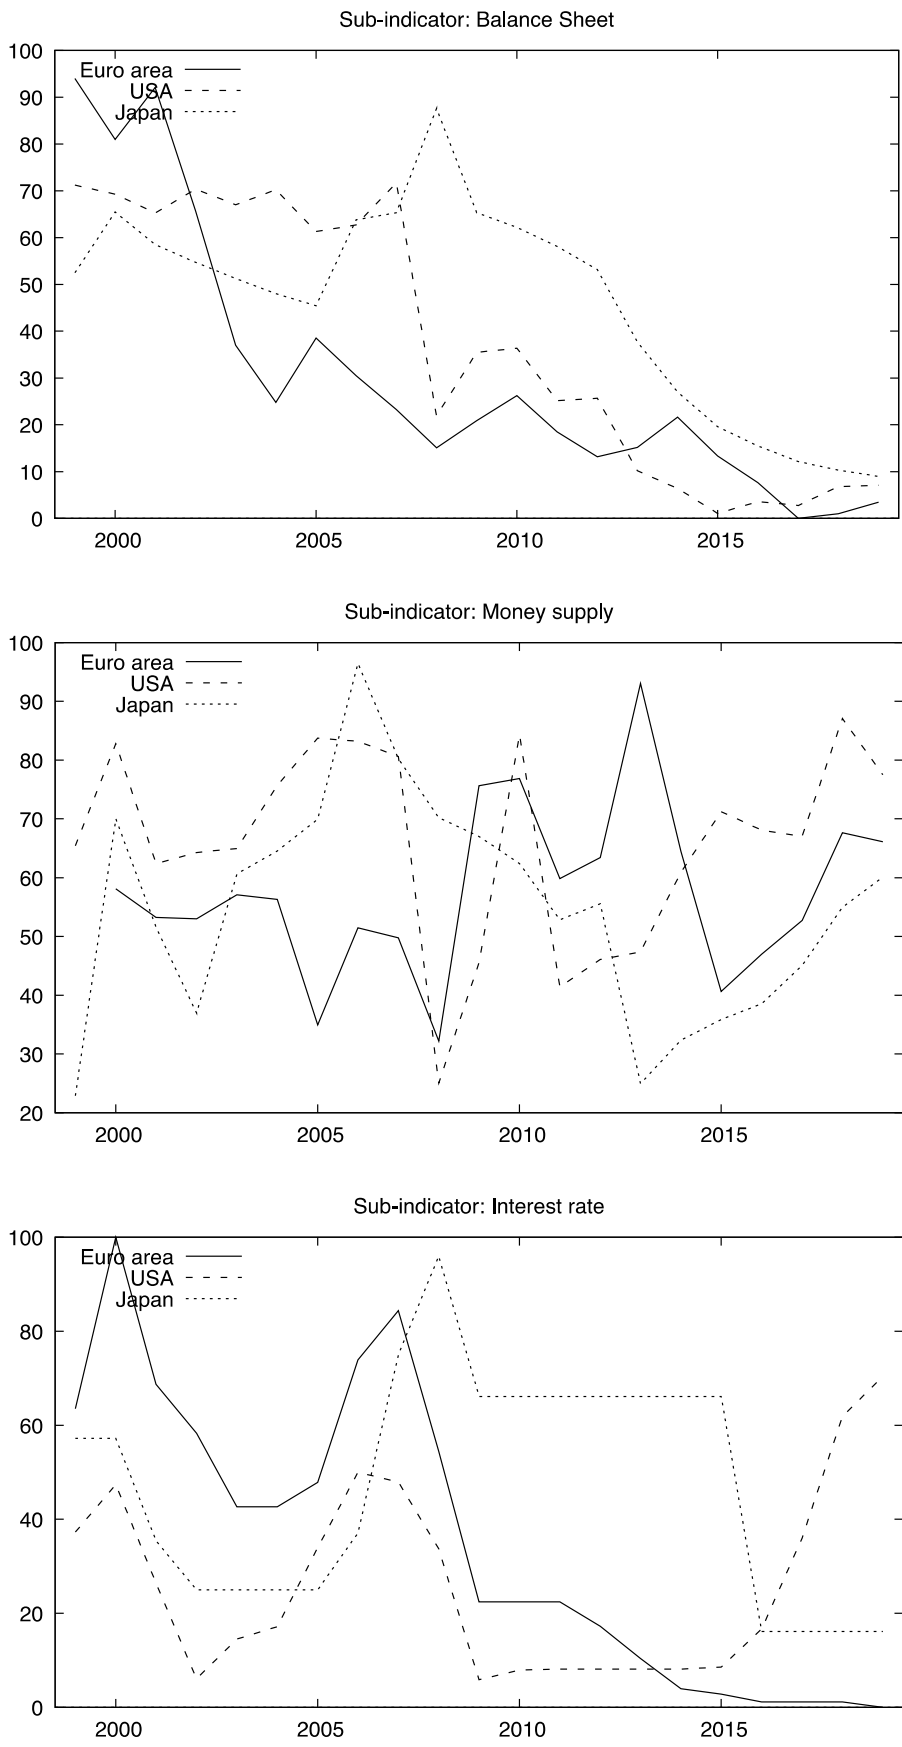 Sub-indicator: Balance Sheet
100
90
80
70
60
50
40
30
20
10
0
Euro area
USA
Japan
2000 2005 2010 2015
Sub-indicator: Money supply
100
90
80
70
60
50
40
30
20
Euro area
USA
Japan
2000 2005 2010 2015
Sub-indicator: Interest rate
100
80
60
40
20
0
Euro area
USA
Japan
2000 2005 2010 2015